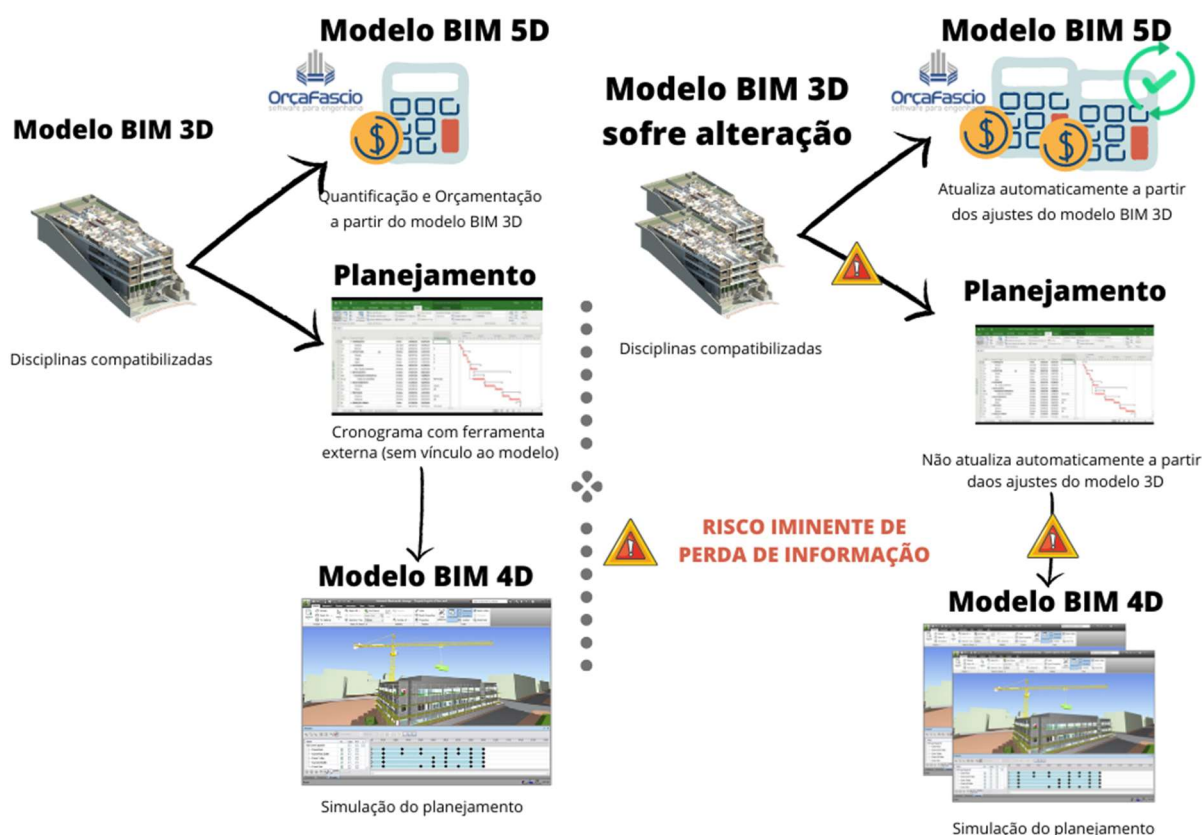 Modelo BIM 5D
OrçaFascio
software para engenharia
Modelo BIM 3D
Quantificação e Orçamentação
a partir do modelo BIM 3D
Planejamento
Disciplinas compatibilizadas
Cronograma com ferramenta
externa (sem vínculo ao modelo)
Modelo BIM 4D
Simulação do planejamento
Modelo BIM 5D
OrçaFascio
software para engenharia
Modelo BIM 3D
sofre alteração
Atualiza automaticamente a partir
dos ajustes do modelo BIM 3D
Planejamento
Disciplinas compatibilizadas
Não atualiza automaticamente a partir
daos ajustes do modelo 3D
RISCO IMINENTE DE
PERDA DE INFORMAÇÃO
Modelo BIM 4D
Simulação do planejamento